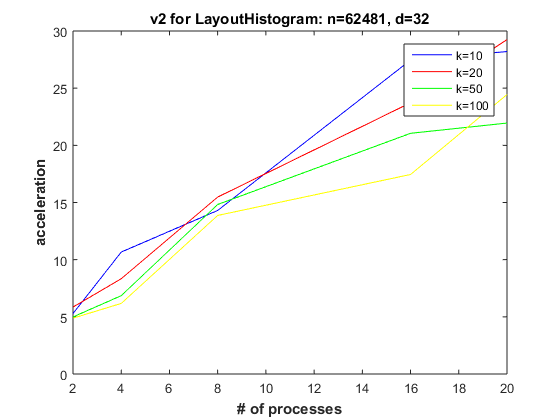 v2 for LayoutHistogram: n=62481, d=32
30
25
20
15
10
5
0
acceleration
k=10
k=20
k=50
k=100
2 4 6 8 10 12 14 16 18 20
# of processes